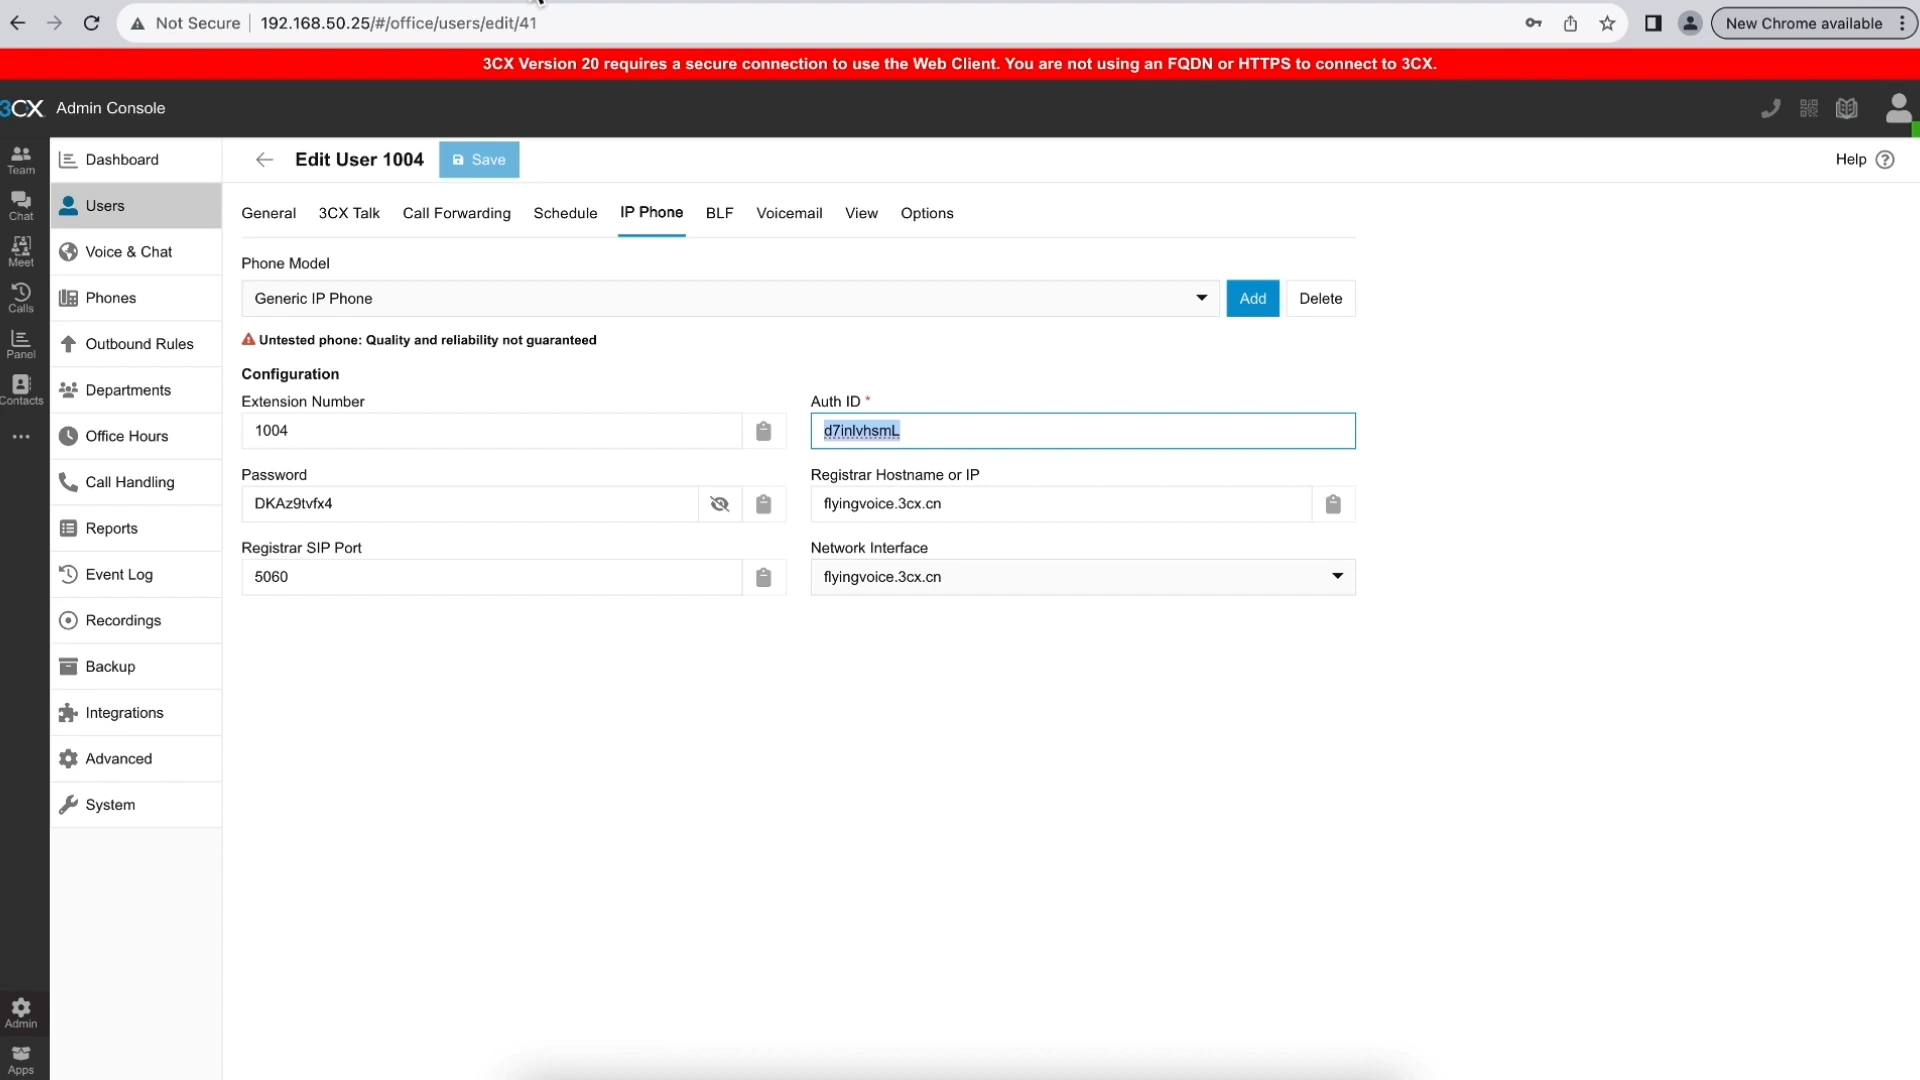 Not Secure 192.168.50.25/#/office/users/edit/41 New Chrome available
3CX Version 20 requires a secure connection to use the Web Client. You are not using an FQDN or HTTPS to connect to 3CX.
3CX Admin Console
Team
Chat
Meet
Calls
Panel
Contacts
Admin
Apps
Dashboard
Users
Voice & Chat
Phones
Outbound Rules
Departments
Office Hours
Call Handling
Reports
Event Log
Recordings
Backup
Integrations
Advanced
System
Edit User 1004 Save Help
General 3CX Talk Call Forwarding Schedule IP Phone BLF Voicemail View Options
Phone Model
Generic IP Phone Add Delete
Untested phone: Quality and reliability not guaranteed
Configuration
Extension Number Auth ID *
1004 d7inlvhsmL
Password Registrar Hostname or IP
DKAz9tvfx4 flyingvoice.3cx.cn
Registrar SIP Port Network Interface
5060 flyingvoice.3cx.cn